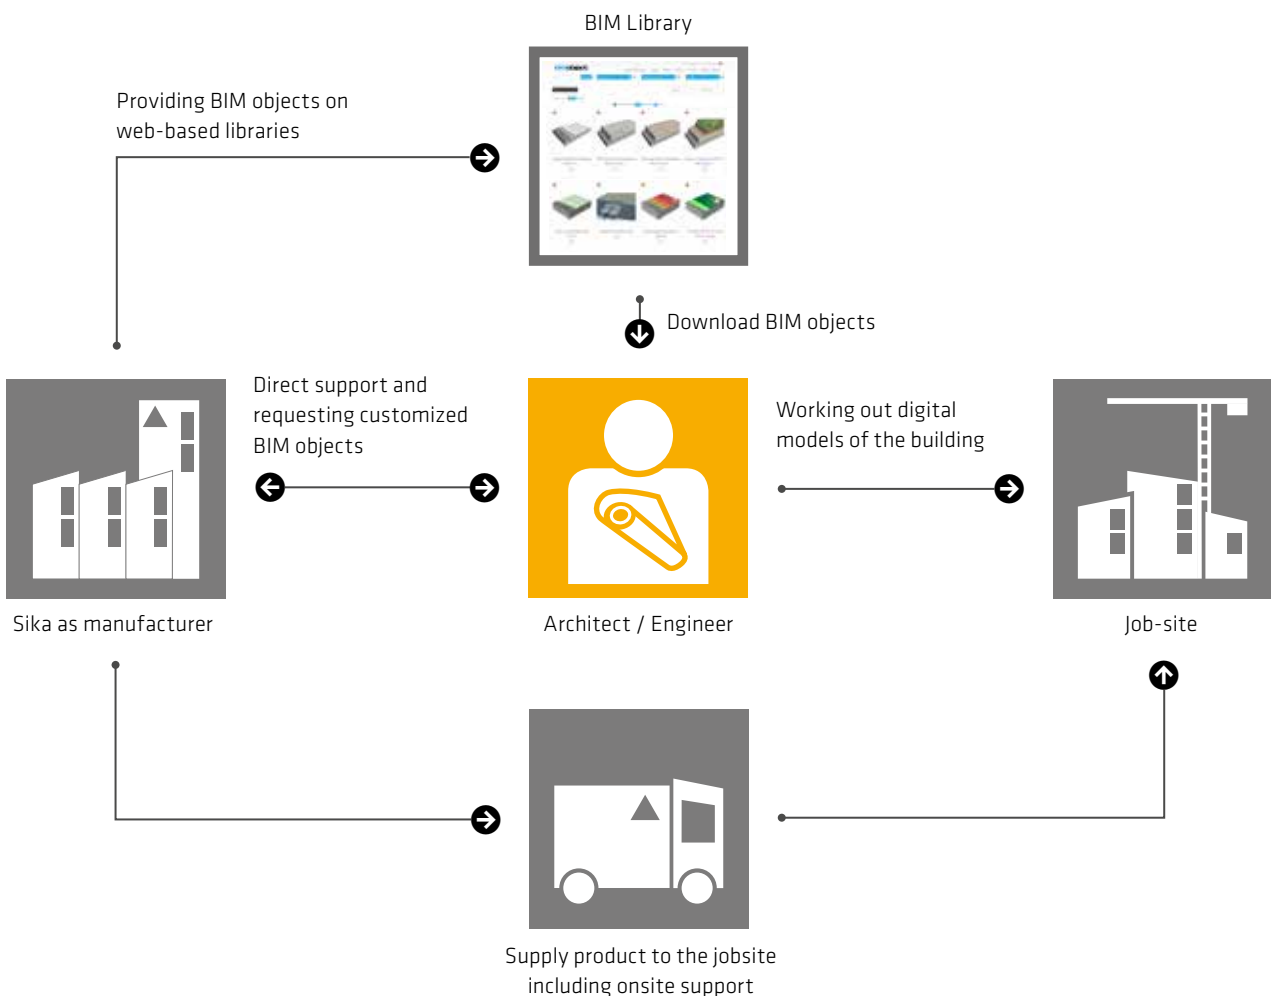 BIM Library
Providing BIM objects on
web-based libraries
Download BIM objects
Direct support and
requesting customized
BIM objects
Working out digital
models of the building
Sika as manufacturer
Architect / Engineer
Job-site
Supply product to the jobsite
including onsite support